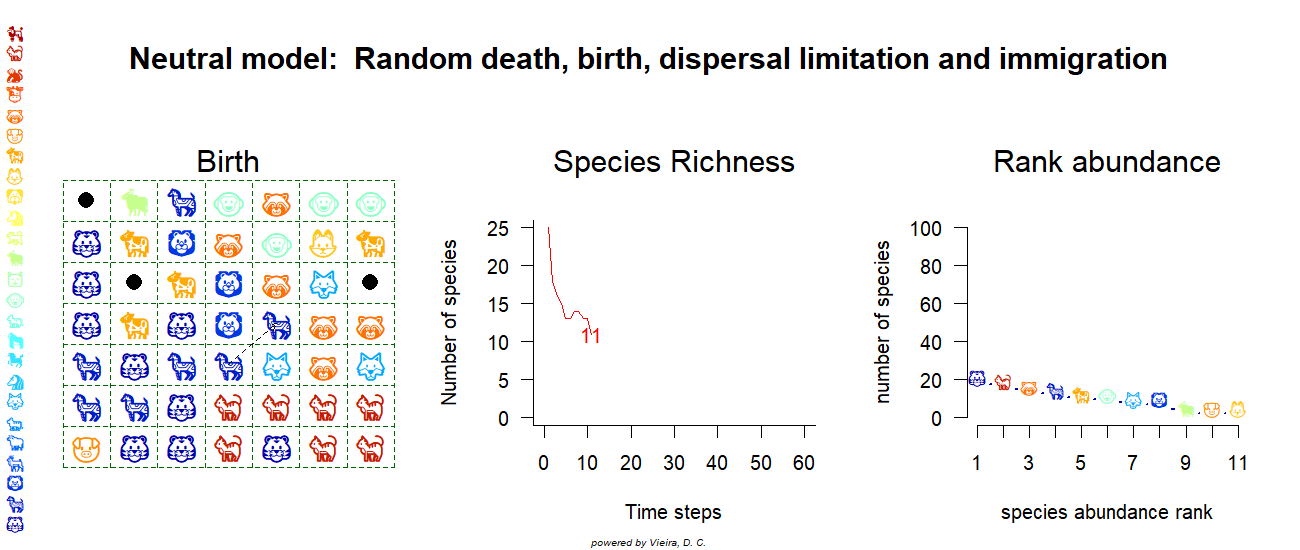 Neutral model:  Random death, birth, dispersal limitation and immigration
Birth
Species Richness
Number of species
25
20
15
10
5
0
11
0 10 20 30 40 50 60
Time steps
Rank abundance
number of species
100
80
60
40
20
0
1 3 5 7 9 11
species abundance rank
powered by Vieira, D. C.